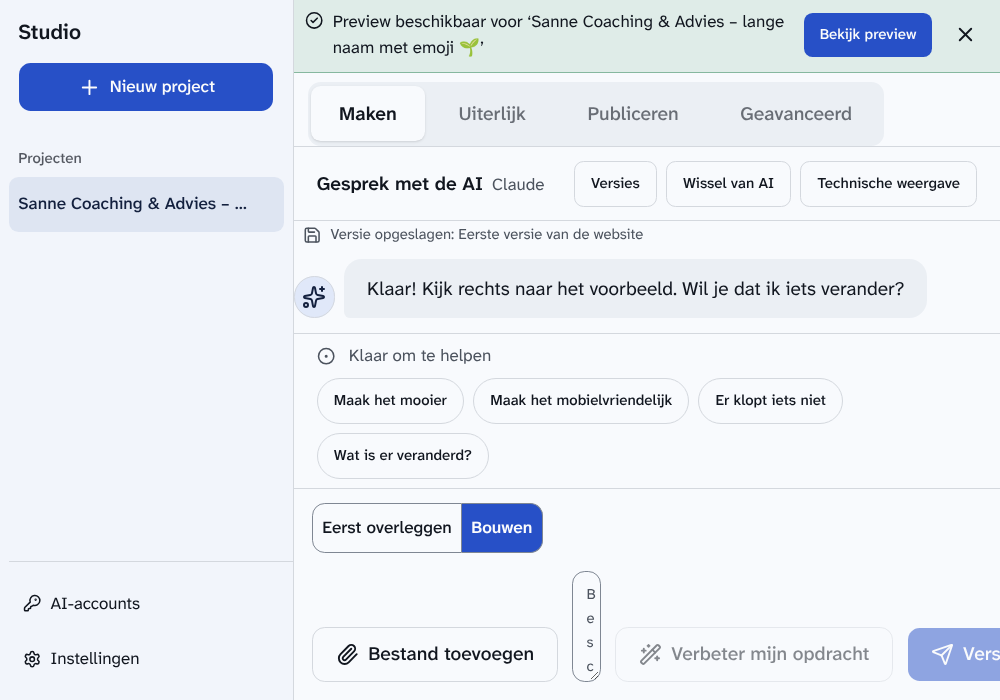 Studio
Nieuw project
Projecten
Sanne Coaching & Advies – ...
AI-accounts
Instellingen
Preview beschikbaar voor ‘Sanne Coaching & Advies – lange
naam met emoji 🌱’
Bekijk preview
Maken
Uiterlijk
Publiceren
Geavanceerd
Gesprek met de AI Claude
Versies
Wissel van AI
Technische weergave
Versie opgeslagen: Eerste versie van de website
Klaar! Kijk rechts naar het voorbeeld. Wil je dat ik iets verander?
Klaar om te helpen
Maak het mooier
Maak het mobielvriendelijk
Er klopt iets niet
Wat is er veranderd?
Eerst overleggen
Bouwen
Bestand toevoegen
B
e
s
c
Verbeter mijn opdracht
Vers